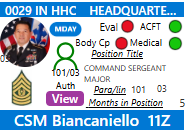 0029 IN HHC HEADQUARTE...
MDAY Eval ACFT
Body Cp Medical
Position Title
101/03 COMMAND SERGEANT MAJOR
Auth Para/lin 101 03
View Months in Position 5
CSM Biancaniello 11Z